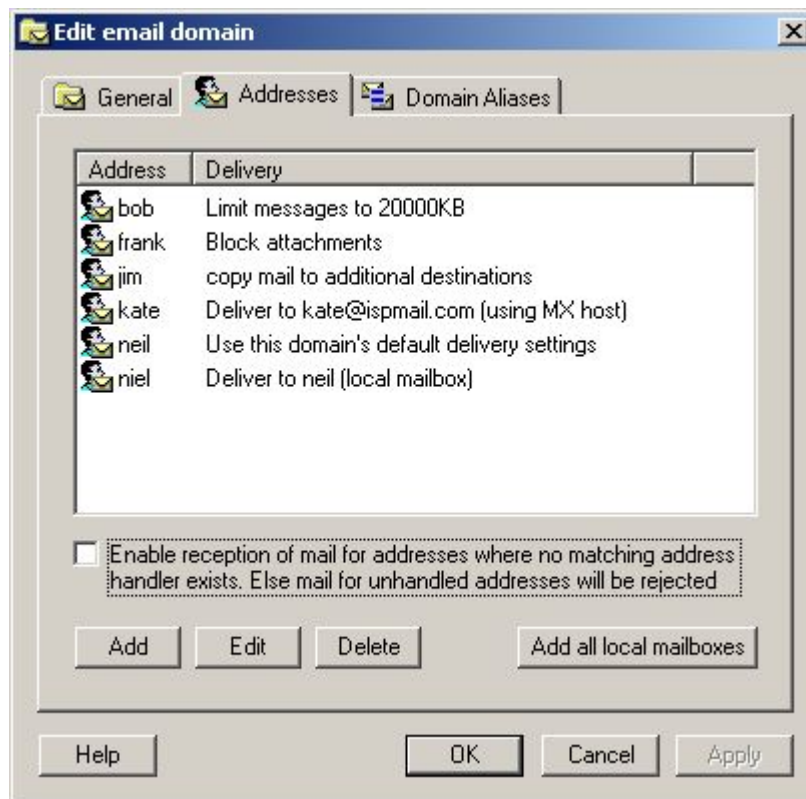 Edit email domain
General Addresses Domain Aliases
Address Delivery
bob Limit messages to 20000KB
frank Block attachments
jim copy mail to additional destinations
kate Deliver to kate@ispmail.com (using MX host)
neil Use this domain's default delivery settings
niel Deliver to neil (local mailbox)
Enable reception of mail for addresses where no matching address
handler exists. Else mail for unhandled addresses will be rejected
Add Edit Delete Add all local mailboxes
Help OK Cancel Apply